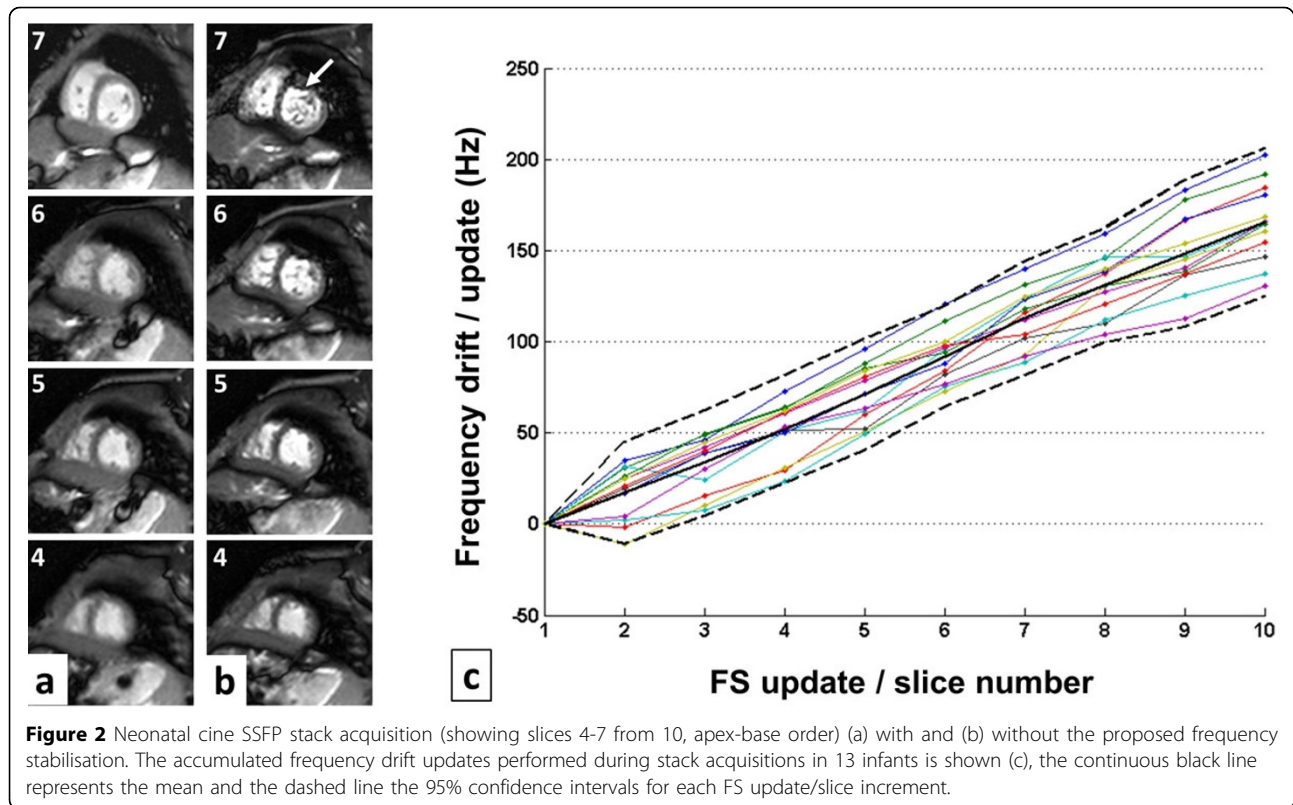 7
7
6
6
5
5
4
4
a
b
250
200
150
100
50
0
-50
1 2 3 4 5 6 7 8 9 10
Frequency drift / update (Hz)
FS update / slice number
c
Figure 2 Neonatal cine SSFP stack acquisition (showing slices 4-7 from 10, apex-base order) (a) with and (b) without the proposed frequency
stabilisation. The accumulated frequency drift updates performed during stack acquisitions in 13 infants is shown (c), the continuous black line
represents the mean and the dashed line the 95% confidence intervals for each FS update/slice increment.